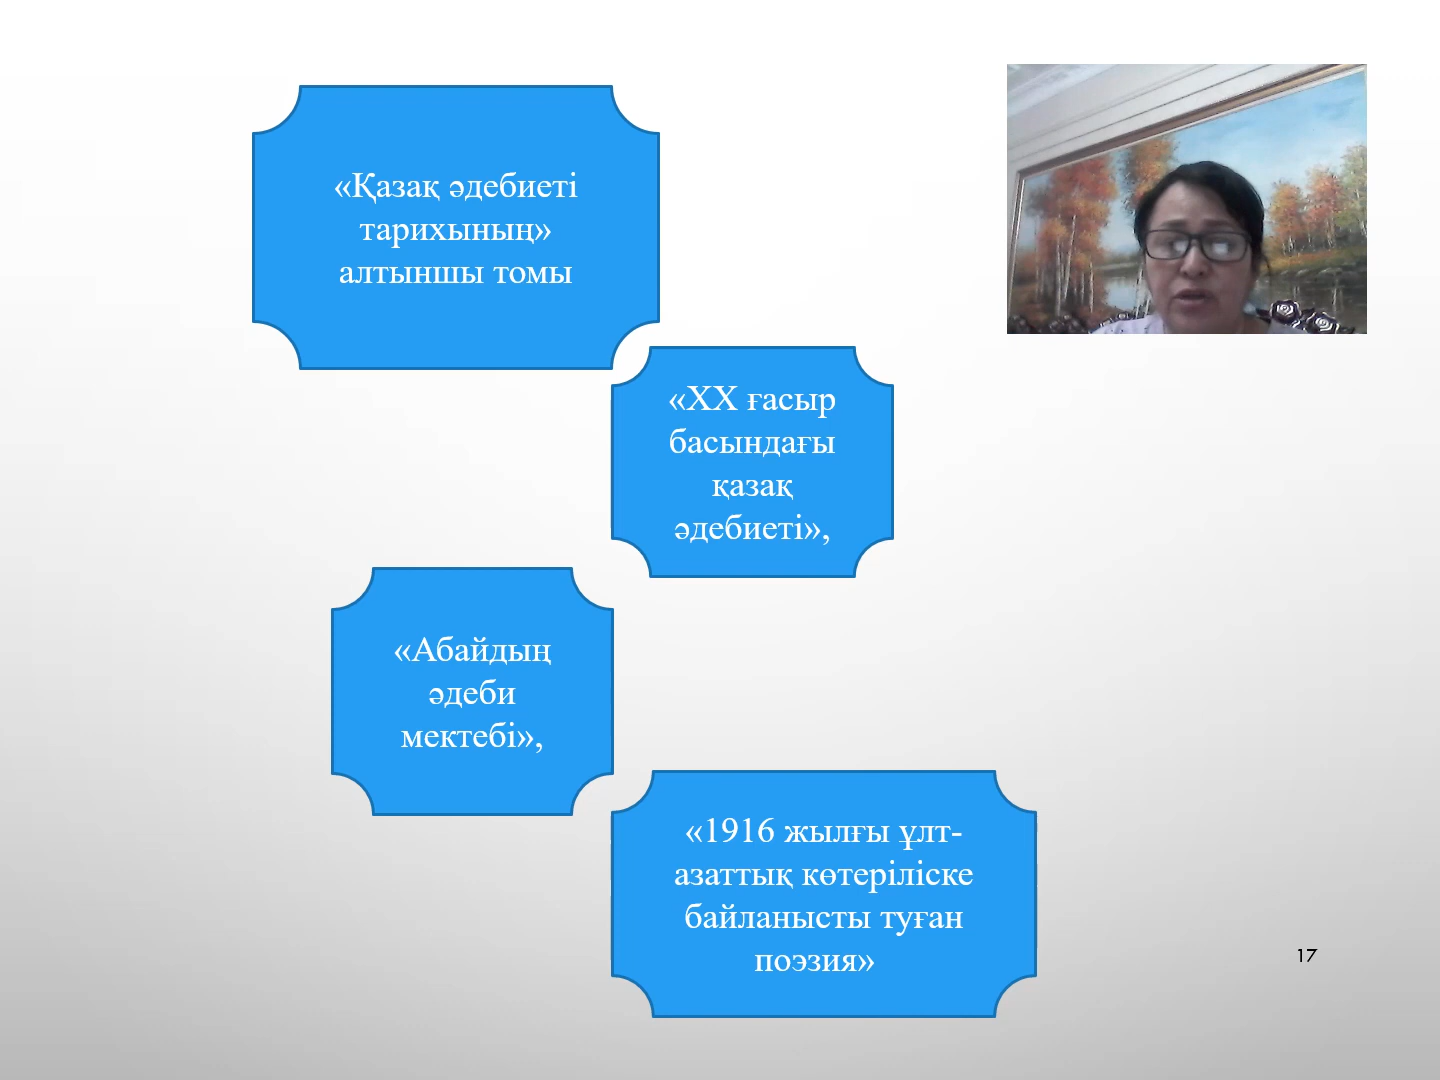 «Қазақ әдебиеті
тарихының»
алтыншы томы
«ХХ ғасыр
басындағы
қазақ
әдебиеті»,
«Абайдың
әдеби
мектебі»,
«1916 жылғы ұлт-
азаттық көтеріліске
байланысты туған
поэзия»
17